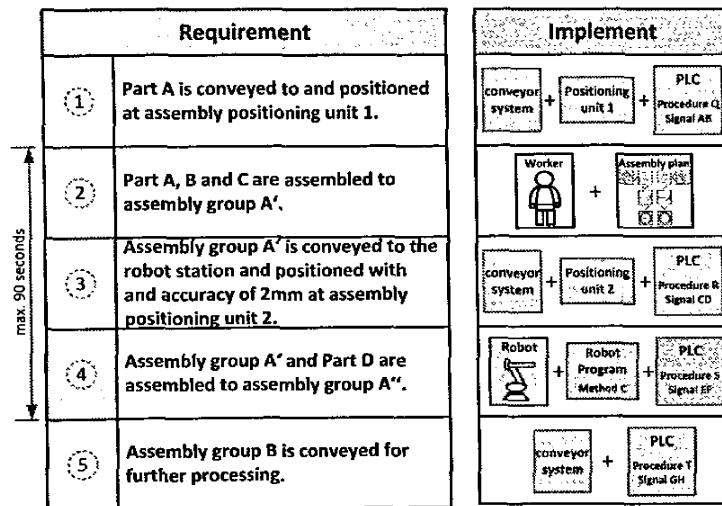 Requirement
Implement
1
Part A is conveyed to and positioned
at assembly positioning unit 1.
conveyor
system
+
Positioning
unit 1
+
PLC
Procedure Q
Signal AB
max. 90 seconds
2
Part A, B and C are assembled to
assembly group A‘.
Worker
+
Assembly plan
3
Assembly group A‘ is conveyed to the
robot station and positioned with
and accuracy of 2mm at assembly
positioning unit 2.
conveyor
system
+
Positioning
unit 2
+
PLC
Procedure R
Signal CD
4
Assembly group A‘ and Part D are
assembled to assembly group A‘‘.
Robot
+
Robot
Program
Method C
+
PLC
Procedure S
Signal EF
5
Assembly group B is conveyed for
further processing.
conveyor
system
+
PLC
Procedure T
Signal GH